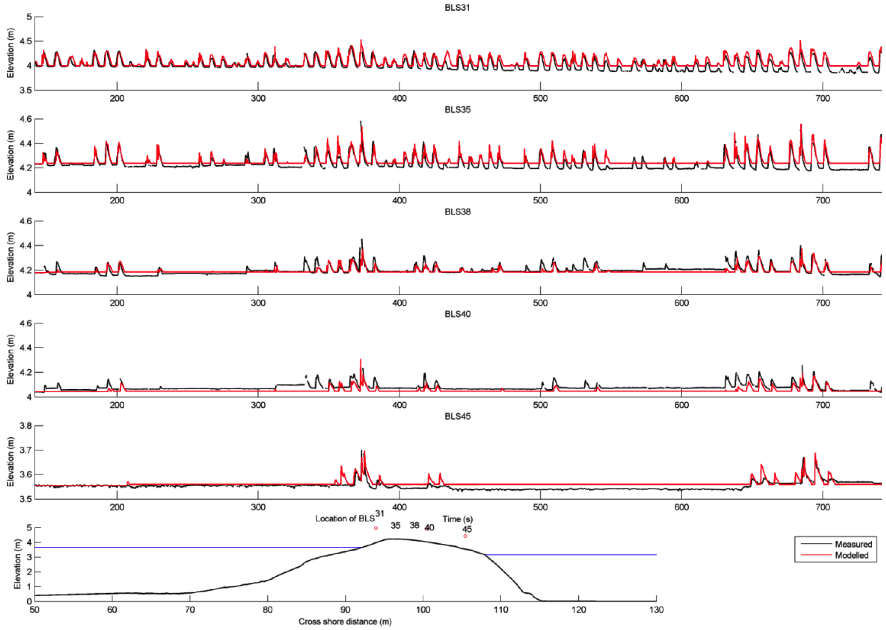 BLS31
Elevation (m)
4.5
4
3.5
200 300 400 500 600 700
BLS35
Elevation (m)
4.6
4.4
4.2
4
200 300 400 500 600 700
BLS38
Elevation (m)
4.6
4.4
4.2
4
200 300 400 500 600 700
BLS40
Elevation (m)
4.6
4.4
4.2
4
200 300 400 500 600 700
BLS45
Elevation (m)
3.8
3.7
3.6
3.5
200 300 400 500 600 700
Location of BLS 31 35 38 40 45
Time (s)
Elevation (m)
5
4
3
2
1
0
50 60 70 80 90 100 110 120 130
Cross shore distance (m)
Measured
Modelled